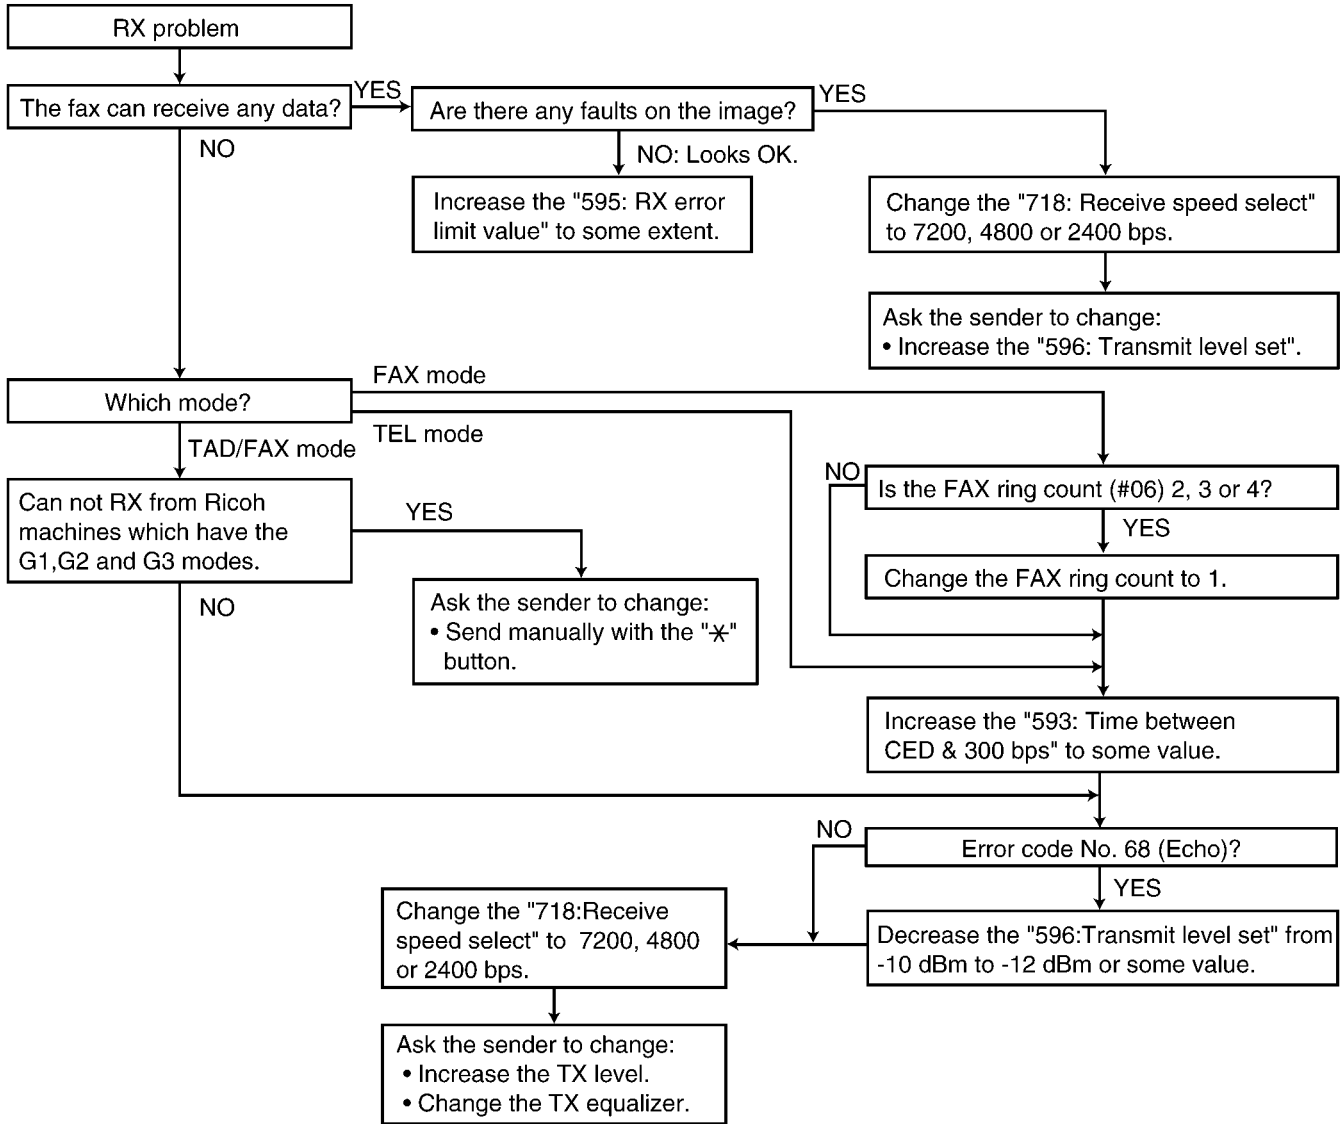 RX problem
The fax can receive any data?
YES
Are there any faults on the image?
YES
NO
NO: Looks OK.
Increase the "595: RX error
limit value" to some extent.
Change the "718: Receive speed select"
to 7200, 4800 or 2400 bps.
Ask the sender to change:
• Increase the "596: Transmit level set".
Which mode?
FAX mode
TEL mode
TAD/FAX mode
Can not RX from Ricoh
machines which have the
G1,G2 and G3 modes.
YES
NO
Ask the sender to change:
• Send manually with the "*"
button.
NO
Is the FAX ring count (#06) 2, 3 or 4?
YES
Change the FAX ring count to 1.
Increase the "593: Time between
CED & 300 bps" to some value.
NO
Error code No. 68 (Echo)?
YES
Decrease the "596:Transmit level set" from
-10 dBm to -12 dBm or some value.
Change the "718:Receive
speed select" to 7200, 4800
or 2400 bps.
Ask the sender to change:
• Increase the TX level.
• Change the TX equalizer.